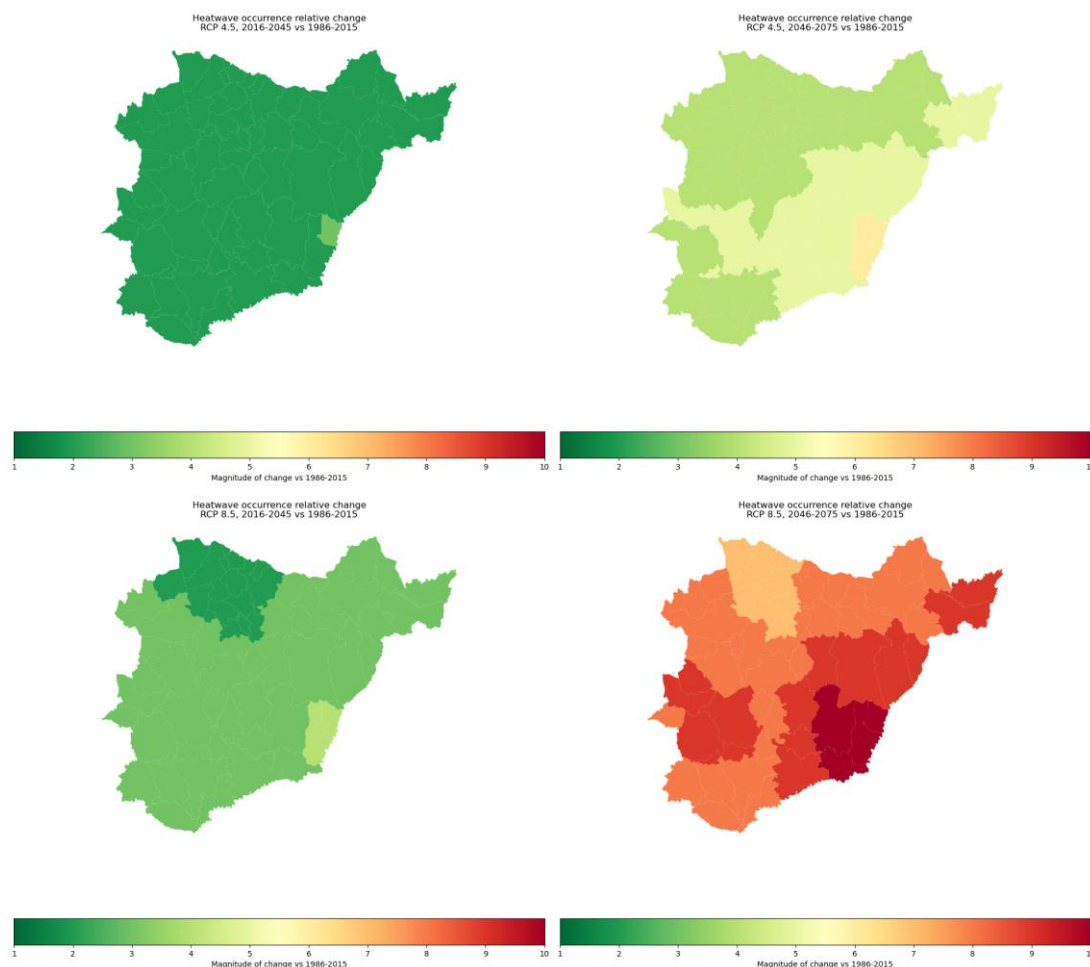 Heatwave occurrence relative change
RCP 4.5, 2016-2045 vs 1986-2015
Heatwave occurrence relative change
RCP 4.5, 2046-2075 vs 1986-2015
1 2 3 4 5 6 7 8 9 10
Magnitude of change vs 1986-2015
1 2 3 4 5 6 7 8 9
Magnitude of change vs 1986-2015
Heatwave occurrence relative change
RCP 8.5, 2016-2045 vs 1986-2015
Heatwave occurrence relative change
RCP 8.5, 2046-2075 vs 1986-2015
1 2 3 4 5 6 7 8 9 10
Magnitude of change vs 1986-2015
1 2 3 4 5 6 7 8 9
Magnitude of change vs 1986-2015